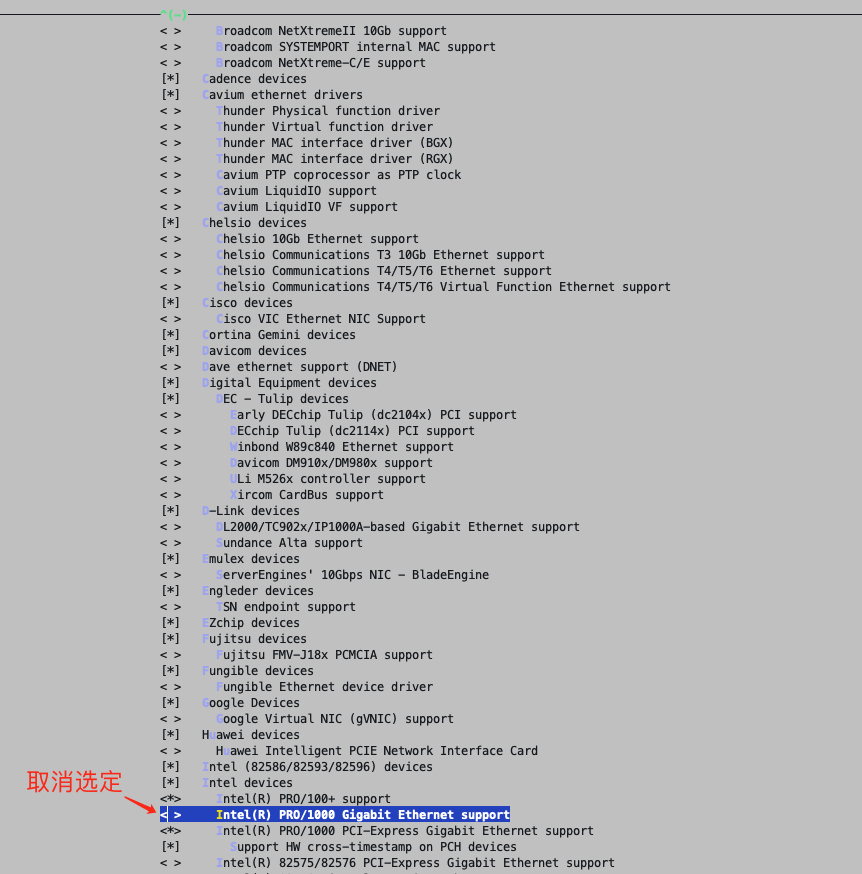 ^(-)
< > Broadcom NetXtremeII 10Gb support
< > Broadcom SYSTEMPORT internal MAC support
< > Broadcom NetXtreme-C/E support
[*] Cadence devices
[*] Cavium ethernet drivers
< > Thunder Physical function driver
< > Thunder Virtual function driver
< > Thunder MAC interface driver (BGX)
< > Thunder MAC interface driver (RGX)
< > Cavium PTP coprocessor as PTP clock
< > Cavium LiquidIO support
< > Cavium LiquidIO VF support
[*] Chelsio devices
< > Chelsio 10Gb Ethernet support
< > Chelsio Communications T3 10Gb Ethernet support
< > Chelsio Communications T4/T5/T6 Ethernet support
< > Chelsio Communications T4/T5/T6 Virtual Function Ethernet support
[*] Cisco devices
< > Cisco VIC Ethernet NIC Support
[*] Cortina Gemini devices
[*] Davicom devices
< > Dave ethernet support (DNET)
[*] Digital Equipment devices
[*] DEC - Tulip devices
< > Early DECchip Tulip (dc2104x) PCI support
< > DECchip Tulip (dc2114x) PCI support
< > Winbond W89c840 Ethernet support
< > Davicom DM910x/DM980x support
< > ULi M526x controller support
< > Xircom CardBus support
[*] D-Link devices
< > DL2000/TC902x/IP1000A-based Gigabit Ethernet support
< > Sundance Alta support
[*] Emulex devices
< > ServerEngines' 10Gbps NIC - BladeEngine
[*] Engleder devices
< > TSN endpoint support
[*] EZchip devices
[*] Fujitsu devices
< > Fujitsu FMV-J18x PCMCIA support
[*] Fungible devices
< > Fungible Ethernet device driver
[*] Google Devices
< > Google Virtual NIC (gVNIC) support
[*] Huawei devices
< > Huawei Intelligent PCIE Network Interface Card
[*] Intel (82586/82593/82596) devices
[*] Intel devices
<*> Intel(R) PRO/100+ support
取消选定
< > Intel(R) PRO/1000 Gigabit Ethernet support
<*> Intel(R) PRO/1000 PCI-Express Gigabit Ethernet support
[*] Support HW cross-timestamp on PCH devices
< > Intel(R) 82575/82576 PCI-Express Gigabit Ethernet support